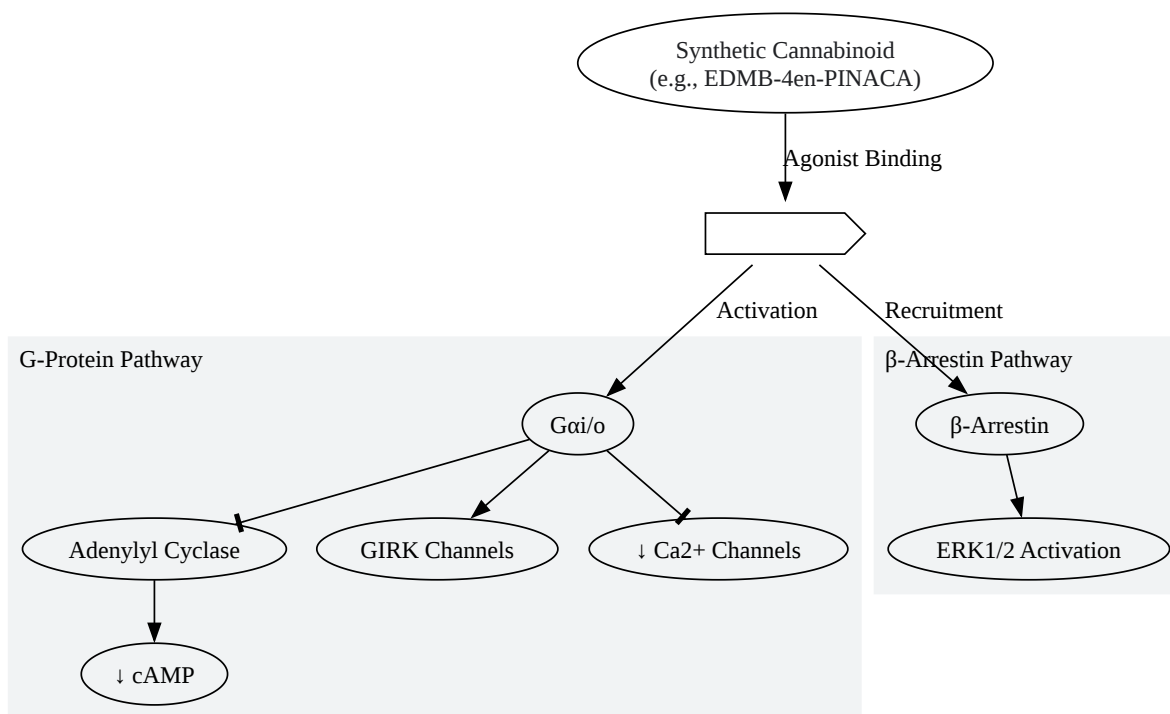 Synthetic Cannabinoid
(e.g., EDMB-4en-PINACA)
Agonist Binding
Activation
Recruitment
G-Protein Pathway
β-Arrestin Pathway
Gαi/o
β-Arrestin
Adenylyl Cyclase
GIRK Channels
↓ Ca2+ Channels
ERK1/2 Activation
↓ cAMP